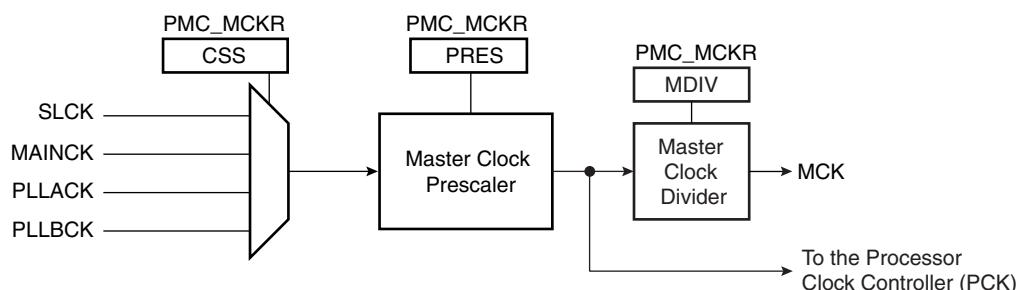 PMC_MCKR
CSS
PMC_MCKR
PRES
PMC_MCKR
MDIV
SLCK
MAINCK
PLLACK
PLLBCK
Master Clock
Prescaler
Master
Clock
Divider
MCK
To the Processor
Clock Controller (PCK)